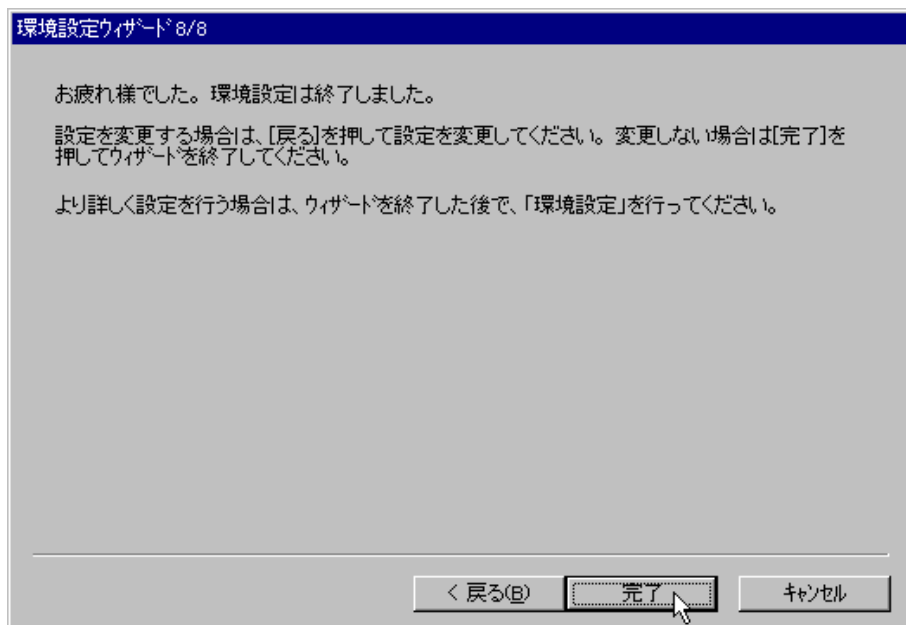 環境設定ｳｨｻﾞｰﾄﾞ 8/8
お疲れ様でした。環境設定は終了しました。
設定を変更する場合は、[戻る]を押して設定を変更してください。変更しない場合は[完了]を
押してｳｨｻﾞｰﾄﾞを終了してください。
より詳しく設定を行う場合は、ｳｨｻﾞｰﾄﾞを終了した後で、「環境設定」を行ってください。
< 戻る(B)
完了
ｷｬﾝｾﾙ